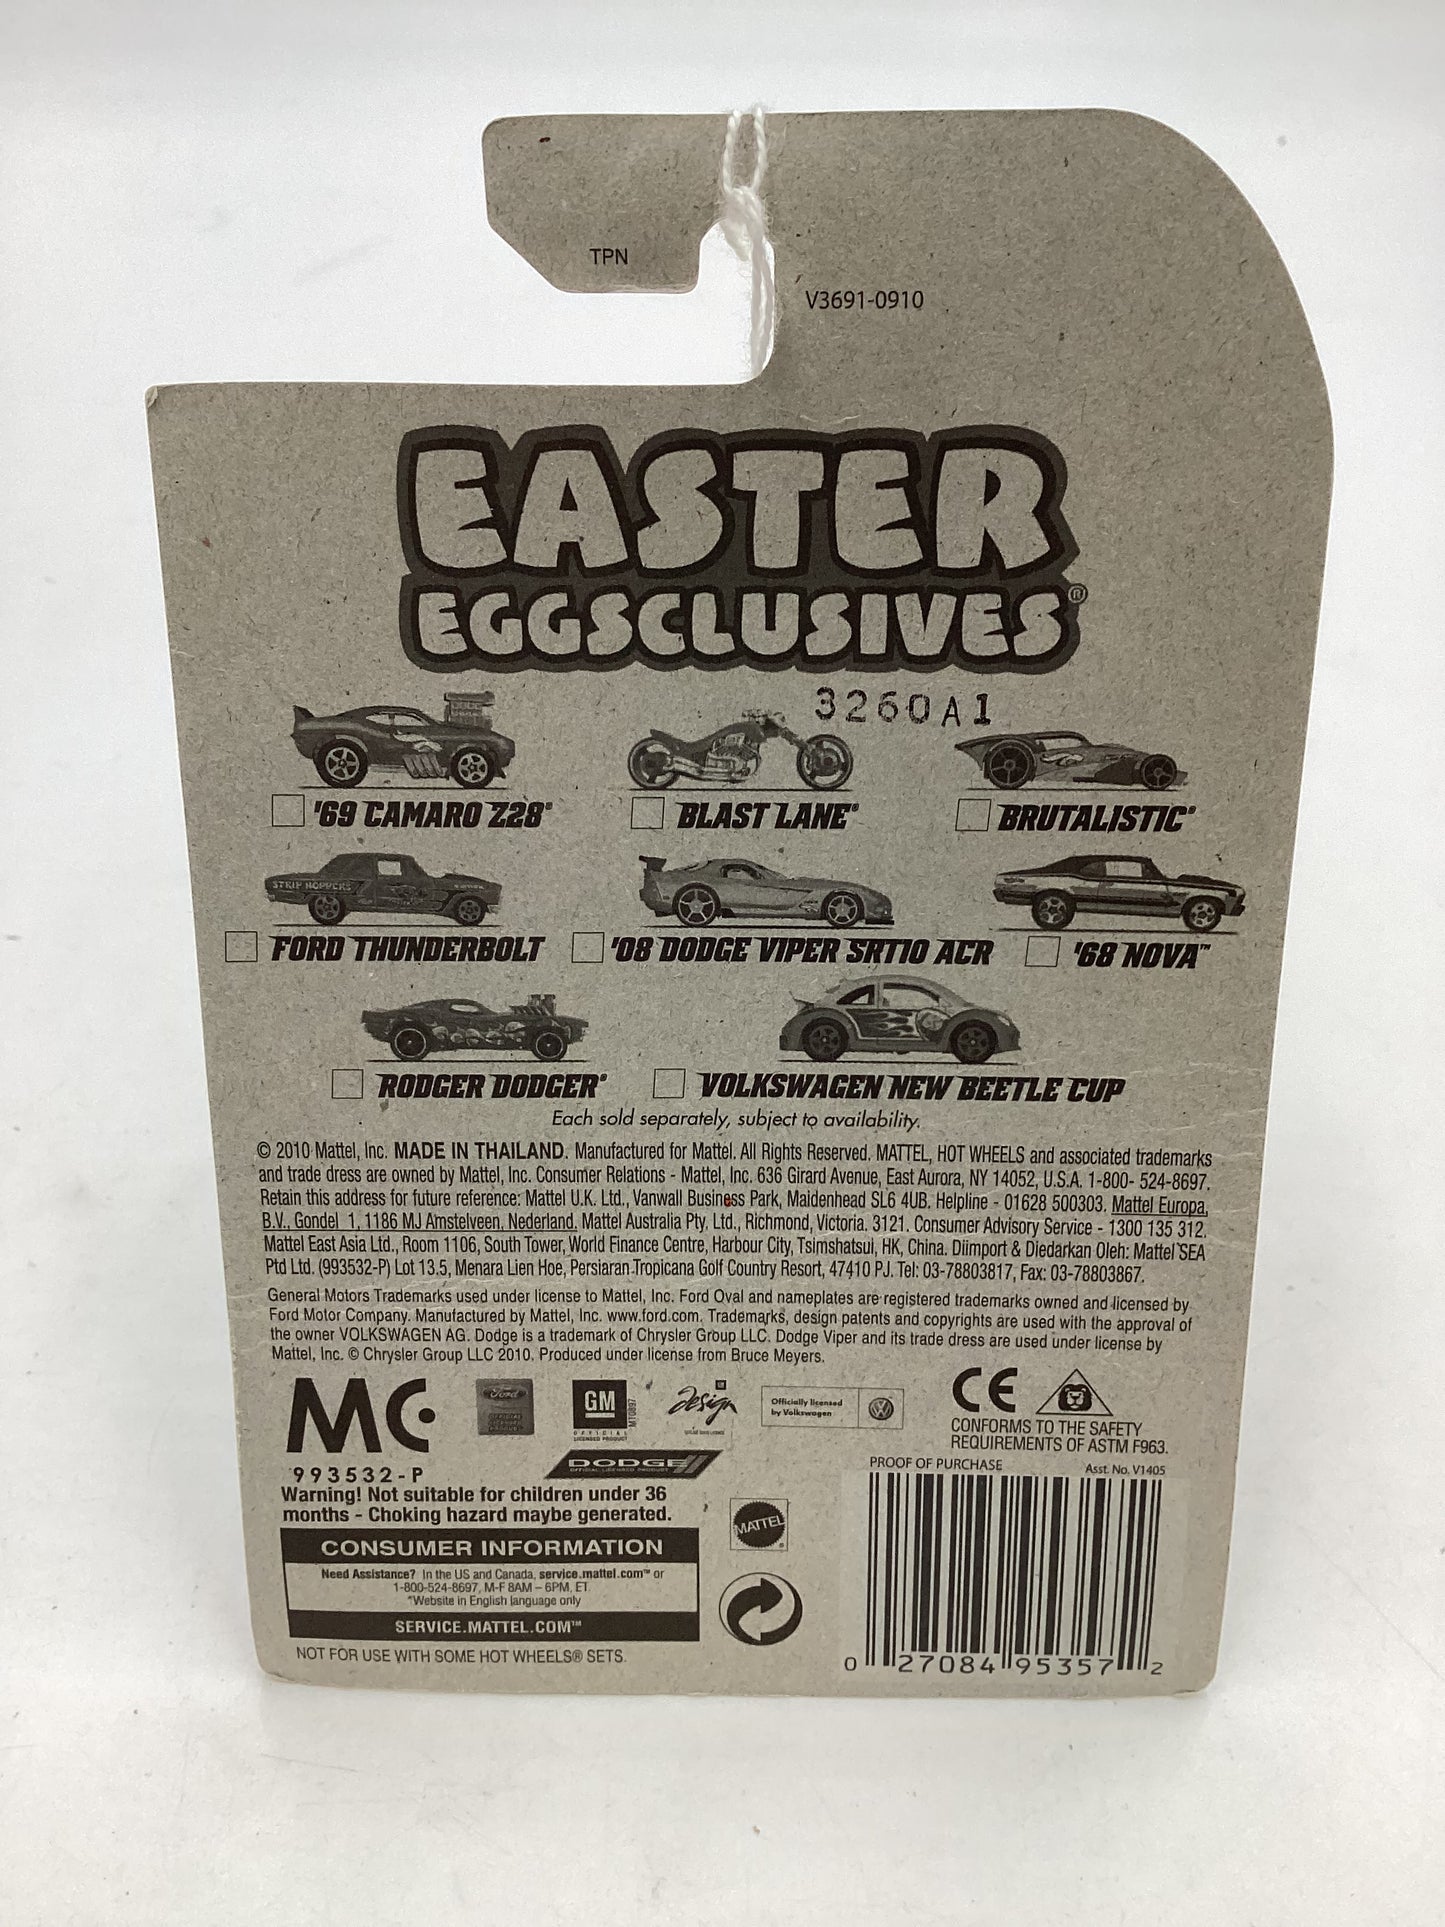 TPN
V3691-0910
EASTER
EGGSCLUSIVES®
3260A1
'69 CAMARO Z28®
BLAST LANE®
BRUTALISTIC®
STRIP HOPPERS
FORD THUNDERBOLT
'08 DODGE VIPER SRT10 ACR
'68 NOVA™
RODGER DODGER®
VOLKSWAGEN NEW BEETLE CUP
Each sold separately, subject to availability.
© 2010 Mattel, Inc. MADE IN THAILAND. Manufactured for Mattel. All Rights Reserved. MATTEL, HOT WHEELS and associated trademarks
and trade dress are owned by Mattel, Inc. Consumer Relations - Mattel, Inc. 636 Girard Avenue, East Aurora, NY 14052, U.S.A. 1-800- 524-8697.
Retain this address for future reference: Mattel U.K. Ltd., Vanwall Business Park, Maidenhead SL6 4UB. Helpline - 01628 500303. Mattel Europa,
B.V., Gondel 1, 1186 MJ Amstelveen, Nederland. Mattel Australia Pty. Ltd., Richmond, Victoria. 3121. Consumer Advisory Service - 1300 135 312.
Mattel East Asia Ltd., Room 1106, South Tower, World Finance Centre, Harbour City, Tsimshatsui, HK, China. Diimport & Diedarkan Oleh: Mattel SEA
Ptd Ltd. (993532-P) Lot 13.5, Menara Lien Hoe, Persiaran Tropicana Golf Country Resort, 47410 PJ. Tel: 03-78803817, Fax: 03-78803867.
General Motors Trademarks used under license to Mattel, Inc. Ford Oval and nameplates are registered trademarks owned and licensed by
Ford Motor Company. Manufactured by Mattel, Inc. www.ford.com. Trademarks, design patents and copyrights are used with the approval of
the owner VOLKSWAGEN AG. Dodge is a trademark of Chrysler Group LLC. Dodge Viper and its trade dress are used under license by
Mattel, Inc. © Chrysler Group LLC 2010. Produced under license from Bruce Meyers.
MC
993532-P
Ford
OFFICIAL LICENSED PRODUCT
GM
OFFICIAL
LICENSED PRODUCT
MT0897
Design
Officially licensed
by Volkswagen
CE
CONFORMS TO THE SAFETY
REQUIREMENTS OF ASTM F963.
DODGE
OFFICIAL LICENSED PRODUCT
Warning! Not suitable for children under 36
months - Choking hazard maybe generated.
CONSUMER INFORMATION
Need Assistance? In the US and Canada, service.mattel.com™ or
1-800-524-8697, M-F 8AM – 6PM, ET.
*Website in English language only
SERVICE.MATTEL.COM™
NOT FOR USE WITH SOME HOT WHEELS® SETS.
MATTEL®
PROOF OF PURCHASE
Asst. No. V1405
0 27084 95357 2